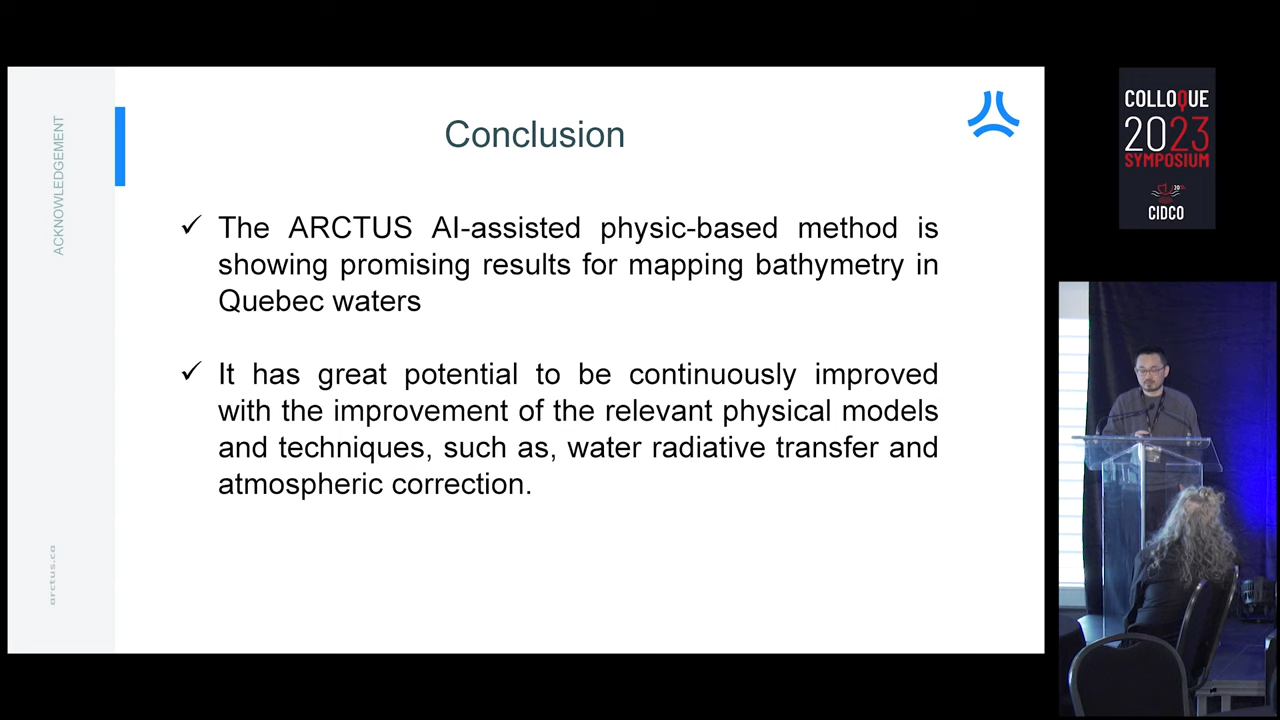 ACKNOWLEDGEMENT
arctus.ca
Conclusion
✓ The ARCTUS AI-assisted physic-based method is
showing promising results for mapping bathymetry in
Quebec waters
✓ It has great potential to be continuously improved
with the improvement of the relevant physical models
and techniques, such as, water radiative transfer and
atmospheric correction.
COLLOQUE
2023
SYMPOSIUM
CIDCO